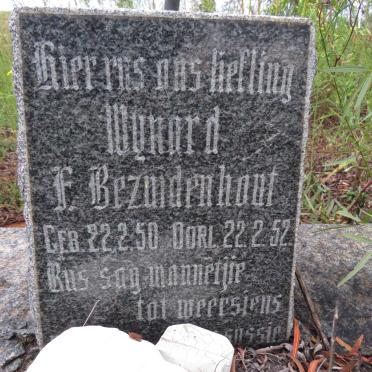 Hier rus ons liefling
Wynard
F. Bezuidenhout
GEB. 22.2.50 OORL. 22.2.52.
Rus sag mannetjie
tot weersiens